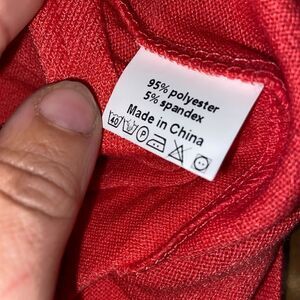 95% polyester
5% spandex
Made in China